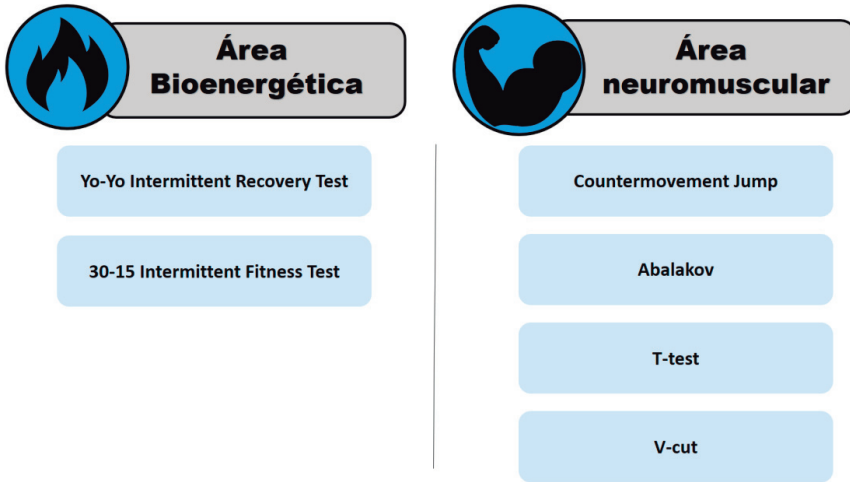 Área
Bioenergética
Yo-Yo Intermittent Recovery Test
30-15 Intermittent Fitness Test
Área
neuromuscular
Countermovement Jump
Abalakov
T-test
V-cut